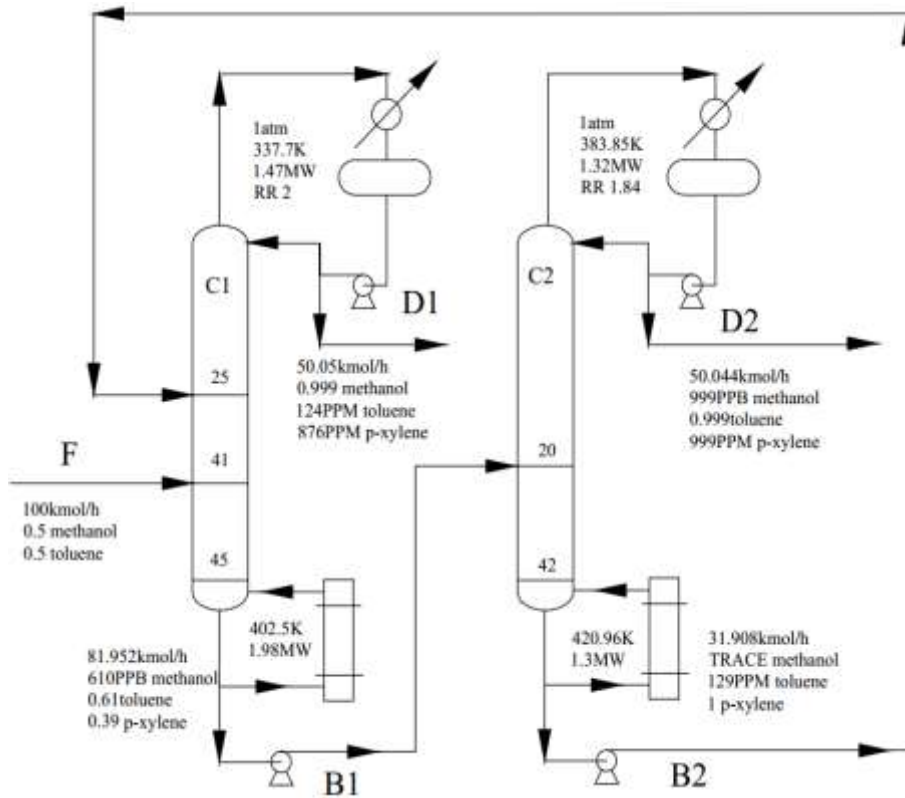 1atm
337.7K
1.47MW
RR 2
1atm
383.85K
1.32MW
RR 1.84
C1
C2
D1
D2
50.05kmol/h
0.999 methanol
124PPM toluene
876PPM p-xylene
50.044kmol/h
999PPB methanol
0.999toluene
999PPM p-xylene
25
41
45
20
42
F
100kmol/h
0.5 methanol
0.5 toluene
402.5K
1.98MW
81.952kmol/h
610PPB methanol
0.61toluene
0.39 p-xylene
420.96K
1.3MW
31.908kmol/h
TRACE methanol
129PPM toluene
1 p-xylene
B1
B2